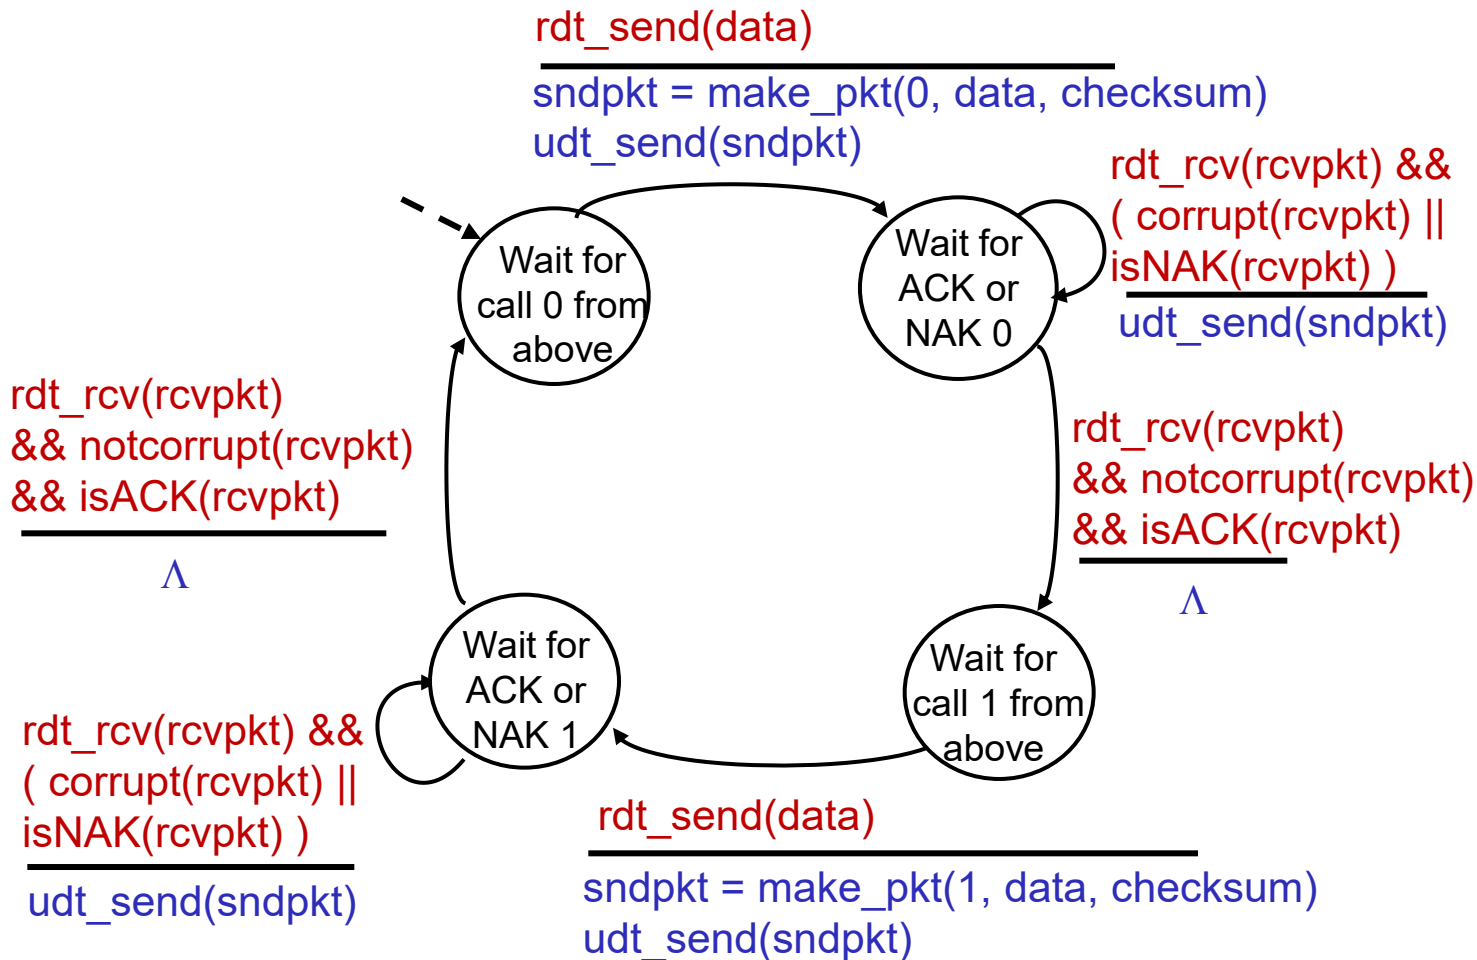 rdt_send(data)
sndpkt = make_pkt(0, data, checksum)
udt_send(sndpkt)
rdt_rcv(rcvpkt) &&
( corrupt(rcvpkt) ||
isNAK(rcvpkt) )
udt_send(sndpkt)
Wait for
call 0 from
above
Wait for
ACK or
NAK 0
rdt_rcv(rcvpkt)
&& notcorrupt(rcvpkt)
&& isACK(rcvpkt)
Λ
rdt_rcv(rcvpkt)
&& notcorrupt(rcvpkt)
&& isACK(rcvpkt)
Λ
Wait for
ACK or
NAK 1
Wait for
call 1 from
above
rdt_rcv(rcvpkt) &&
( corrupt(rcvpkt) ||
isNAK(rcvpkt) )
udt_send(sndpkt)
rdt_send(data)
sndpkt = make_pkt(1, data, checksum)
udt_send(sndpkt)